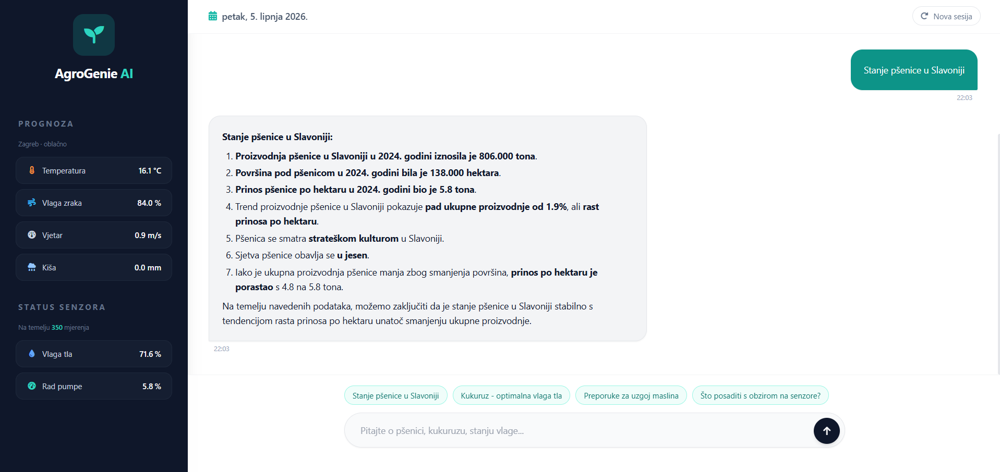 AgroGenie AI
PROGNOZA
Zagreb · oblačno
Temperatura 16.1 °C
Vlaga zraka 84.0 %
Vjetar 0.9 m/s
Kiša 0.0 mm
STATUS SENZORA
Na temelju 350 mjerenja
Vlaga tla 71.6 %
Rad pumpe 5.8 %
petak, 5. lipnja 2026.
Nova sesija
Stanje pšenice u Slavoniji
22:03
Stanje pšenice u Slavoniji:
1. Proizvodnja pšenice u Slavoniji u 2024. godini iznosila je 806.000 tona.
2. Površina pod pšenicom u 2024. godini bila je 138.000 hektara.
3. Prinos pšenice po hektaru u 2024. godini bio je 5.8 tona.
4. Trend proizvodnje pšenice u Slavoniji pokazuje pad ukupne proizvodnje od 1.9%, ali rast
prinosa po hektaru.
5. Pšenica se smatra strateškom kulturom u Slavoniji.
6. Sjetva pšenice obavlja se u jesen.
7. Iako je ukupna proizvodnja pšenice manja zbog smanjenja površina, prinos po hektaru je
porastao s 4.8 na 5.8 tona.
Na temelju navedenih podataka, možemo zaključiti da je stanje pšenice u Slavoniji stabilno s
tendencijom rasta prinosa po hektaru unatoč smanjenju ukupne proizvodnje.
22:03
Stanje pšenice u Slavoniji
Kukuruz - optimalna vlaga tla
Preporuke za uzgoj maslina
Što posaditi s obzirom na senzore?
Pitajte o pšenici, kukuruzu, stanju vlage...